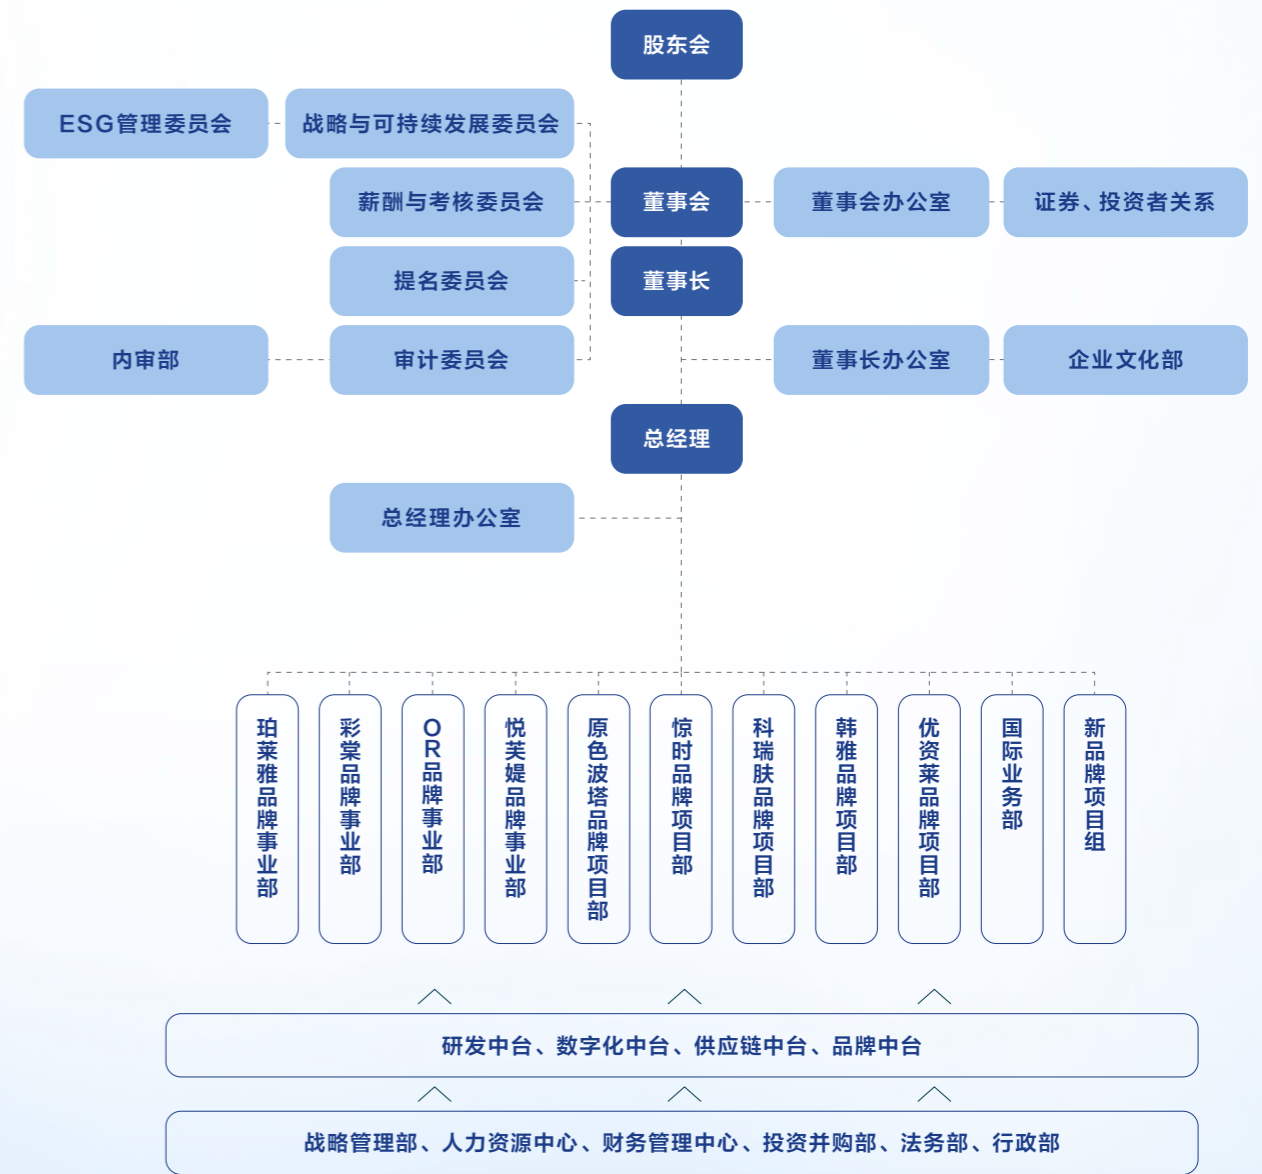 股东会
ESG管理委员会
战略与可持续发展委员会
薪酬与考核委员会
董事会
董事会办公室
证券、投资者关系
提名委员会
董事长
内审部
审计委员会
董事长办公室
企业文化部
总经理
总经理办公室
珀莱雅品牌事业部
彩棠品牌事业部
OR品牌事业部
悦芙媞品牌事业部
原色波塔品牌项目部
惊时品牌项目部
科瑞肤品牌项目部
韩雅品牌项目部
优资莱品牌项目部
国际业务部
新品牌项目组
研发中台、数字化中台、供应链中台、品牌中台
战略管理部、人力资源中心、财务管理中心、投资并购部、法务部、行政部